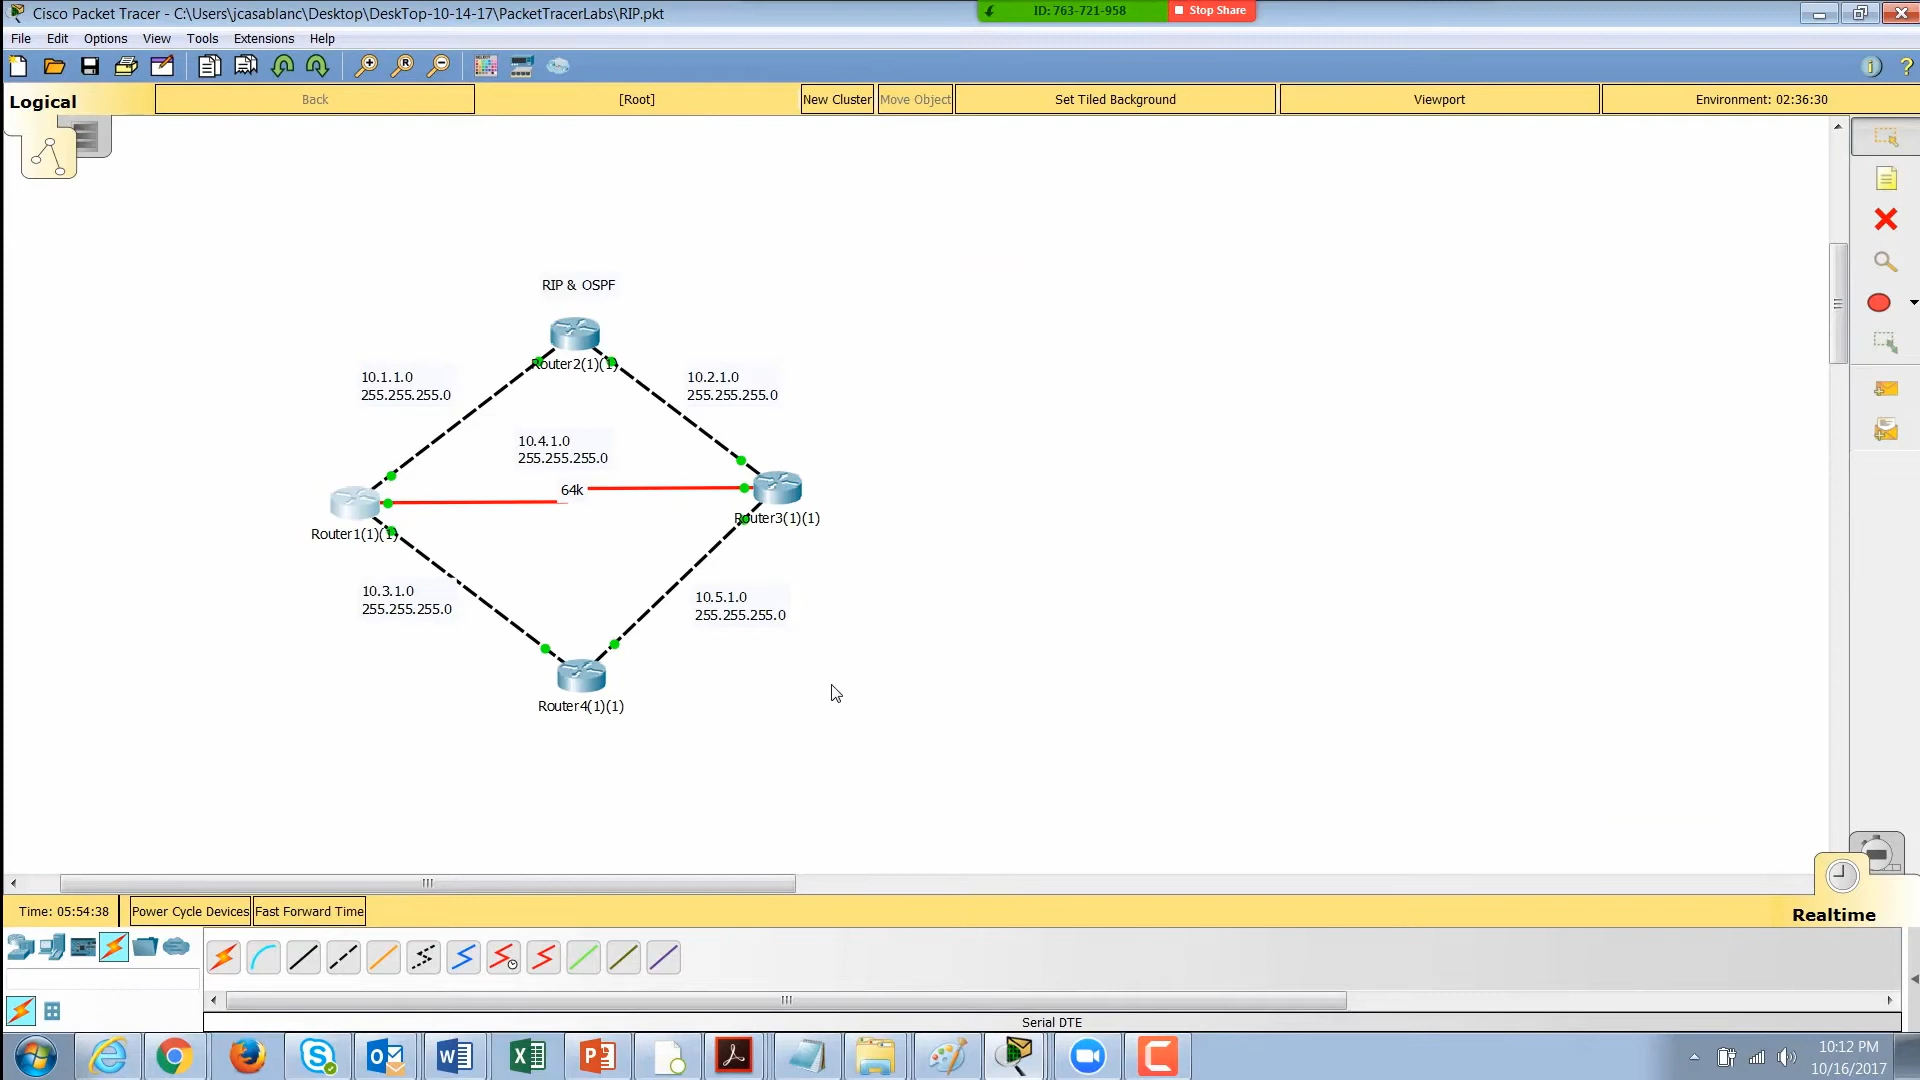 Cisco Packet Tracer - C:\Users\jcasablanc\Desktop\DeskTop-10-14-17\PacketTracerLabs\RIP.pkt
ID: 763-721-958
Stop Share
File Edit Options View Tools Extensions Help
Logical
Back
[Root]
New Cluster
Move Object
Set Tiled Background
Viewport
Environment: 02:36:30
RIP & OSPF
Router2(1)(1)
10.1.1.0
255.255.255.0
10.2.1.0
255.255.255.0
10.4.1.0
255.255.255.0
64k
Router1(1)(1)
Router3(1)(1)
10.3.1.0
255.255.255.0
10.5.1.0
255.255.255.0
Router4(1)(1)
Time: 05:54:38
Power Cycle Devices
Fast Forward Time
Realtime
Serial DTE
10:12 PM
10/16/2017